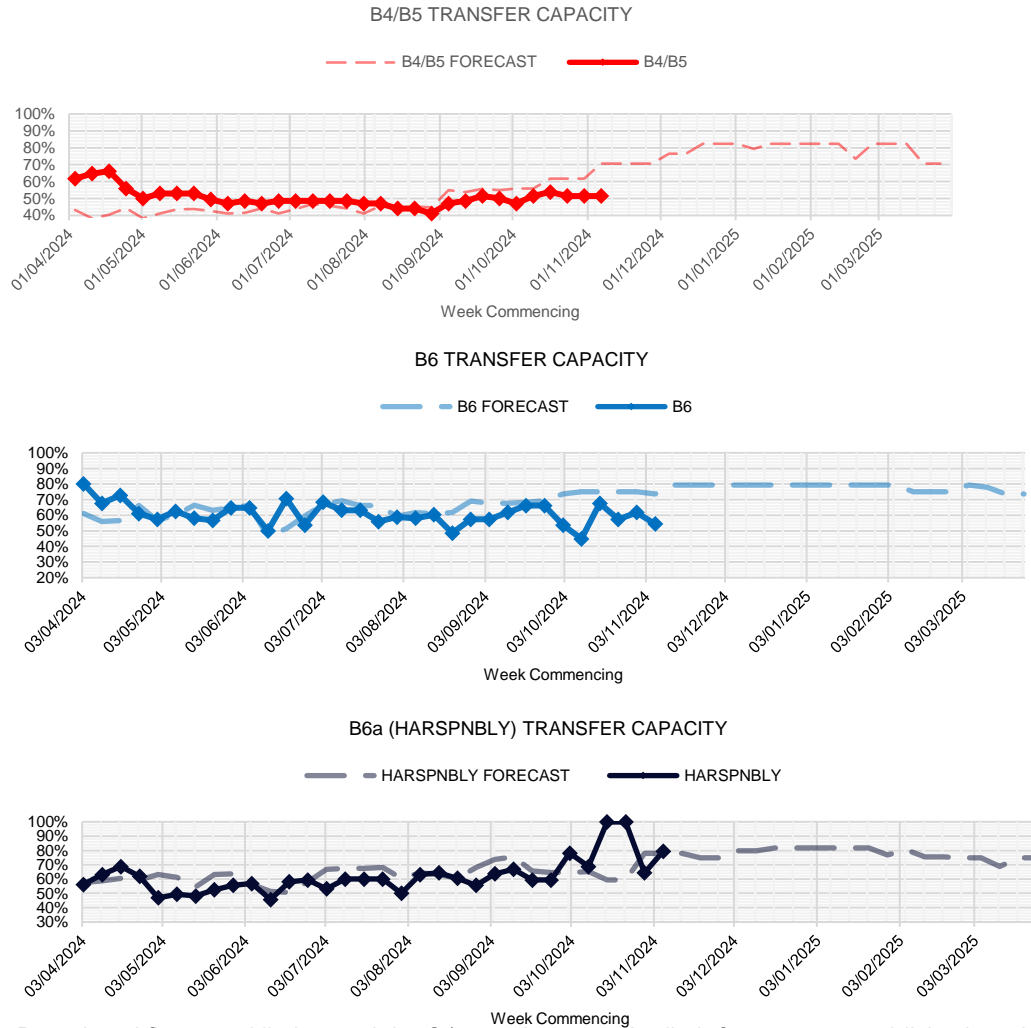 B4/B5 TRANSFER CAPACITY
B4/B5 FORECAST B4/B5
100%
90%
80%
70%
60%
50%
40%
01/04/2024 01/05/2024 01/06/2024 01/07/2024 01/08/2024 01/09/2024 01/10/2024 01/11/2024 01/12/2024 01/01/2025 01/02/2025 01/03/2025
Week Commencing
B6 TRANSFER CAPACITY
B6 FORECAST B6
100%
90%
80%
70%
60%
50%
40%
30%
20%
03/04/2024 03/05/2024 03/06/2024 03/07/2024 03/08/2024 03/09/2024 03/10/2024 03/11/2024 03/12/2024 03/01/2025 03/02/2025 03/03/2025
Week Commencing
B6a (HARSPNBLY) TRANSFER CAPACITY
HARSPNBLY FORECAST HARSPNBLY
100%
90%
80%
70%
60%
50%
40%
30%
03/04/2024 03/05/2024 03/06/2024 03/07/2024 03/08/2024 03/09/2024 03/10/2024 03/11/2024 03/12/2024 03/01/2025 03/02/2025 03/03/2025
Week Commencing